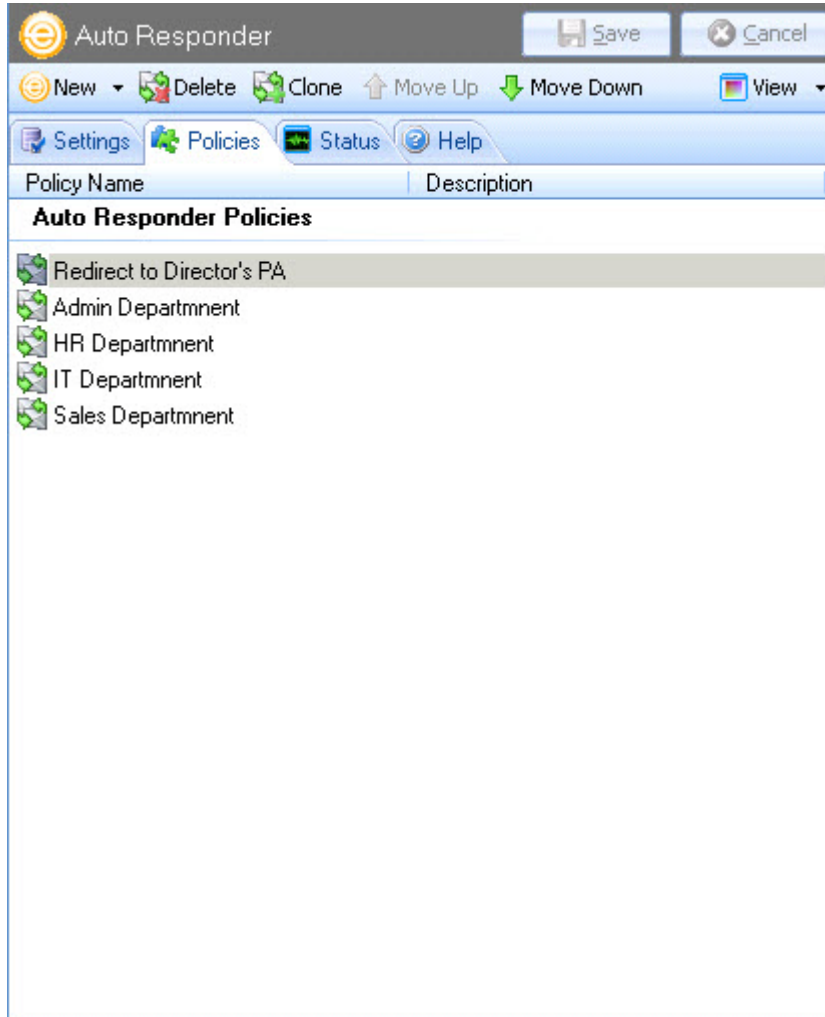 Auto Responder Save Cancel
New Delete Clone Move Up Move Down View
Settings Policies Status Help
Policy Name Description
Auto Responder Policies
Redirect to Director's PA
Admin Departmnent
HR Departmnent
IT Departmnent
Sales Departmnent